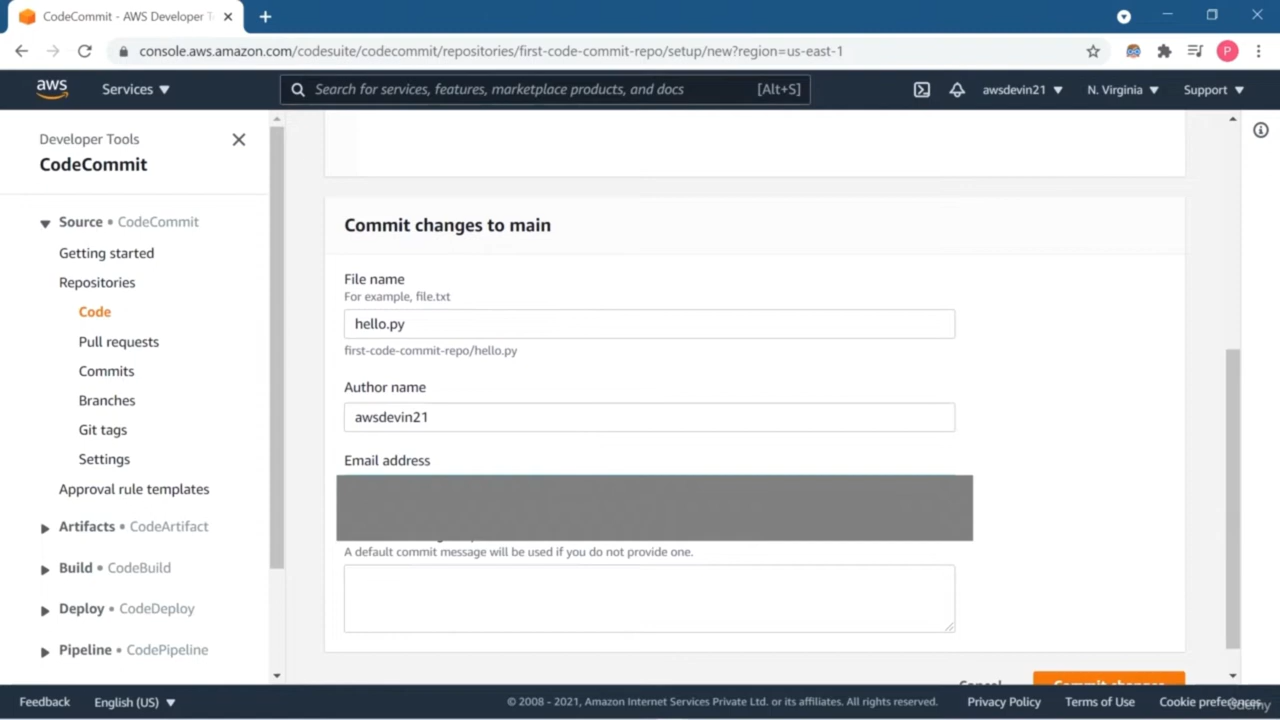 CodeCommit - AWS Developer T
console.aws.amazon.com/codesuite/codecommit/repositories/first-code-commit-repo/setup/new?region=us-east-1
P
aws
Services
Search for services, features, marketplace products, and docs
[Alt+S]
awsdevin21
N. Virginia
Support
Developer Tools
CodeCommit
Source • CodeCommit
Getting started
Repositories
Code
Pull requests
Commits
Branches
Git tags
Settings
Approval rule templates
Artifacts • CodeArtifact
Build • CodeBuild
Deploy • CodeDeploy
Pipeline • CodePipeline
Commit changes to main
File name
For example, file.txt
hello.py
first-code-commit-repo/hello.py
Author name
awsdevin21
Email address
A default commit message will be used if you do not provide one.
Cancel
Commit changes
Feedback
English (US)
© 2008 - 2021, Amazon Internet Services Private Ltd. or its affiliates. All rights reserved.
Privacy Policy
Terms of Use
Cookie preferences
Udemy